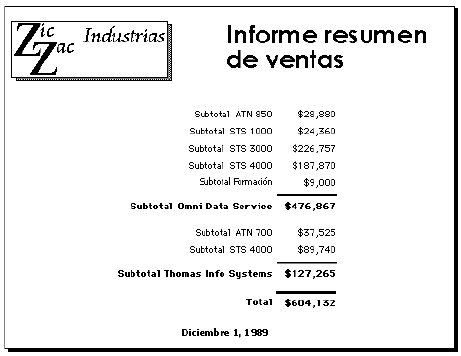 Zic Zac Industrias
Informe resumen
de ventas
Subtotal ATN 850 $28,880
Subtotal STS 1000 $24,360
Subtotal STS 3000 $226,757
Subtotal STS 4000 $187,870
Subtotal Formación $9,000
Subtotal Omni Data Service $476,867
Subtotal ATN 700 $37,525
Subtotal STS 4000 $89,740
Subtotal Thomas Info Systems $127,265
Total $604,132
Diciembre 1, 1989